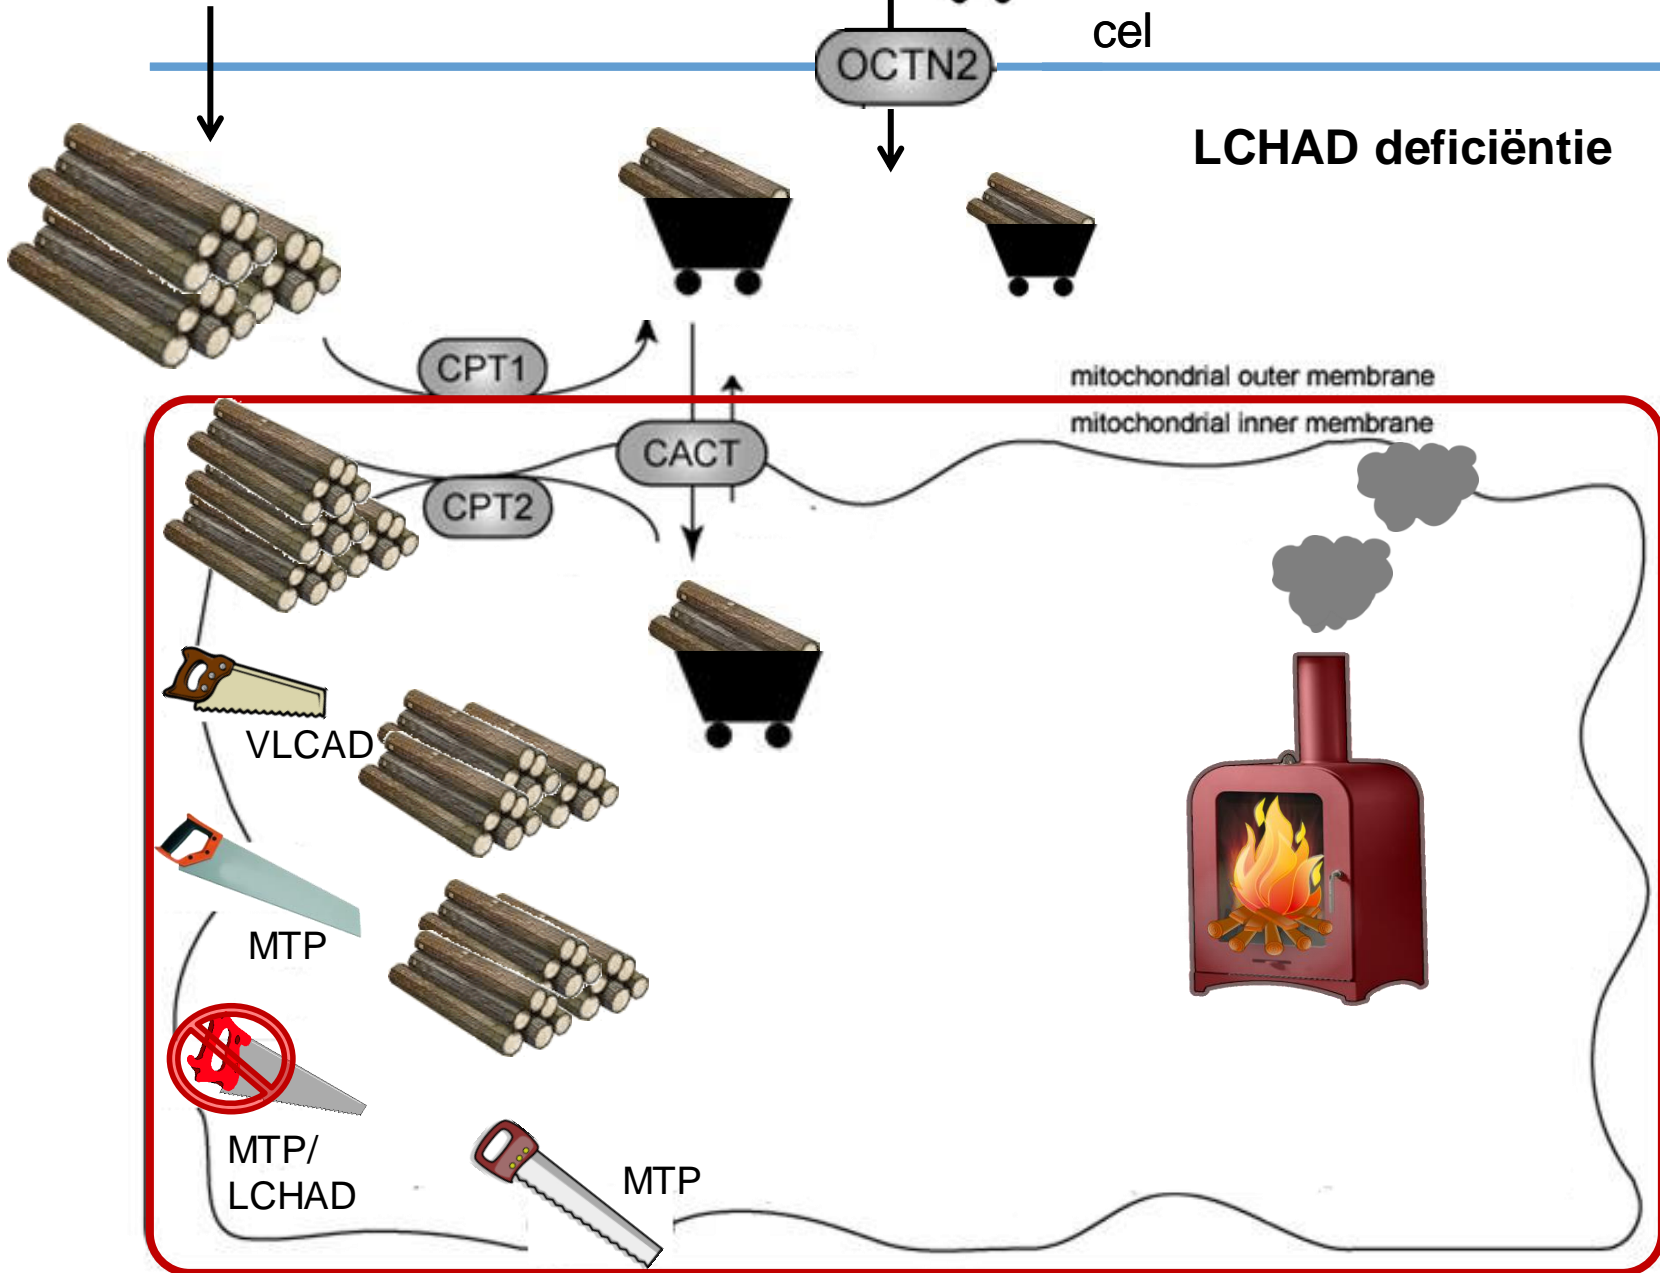 cel
OCTN2
LCHAD deficiëntie
CPT1
mitochondrial outer membrane
mitochondrial inner membrane
CACT
CPT2
VLCAD
MTP
MTP/
LCHAD
MTP